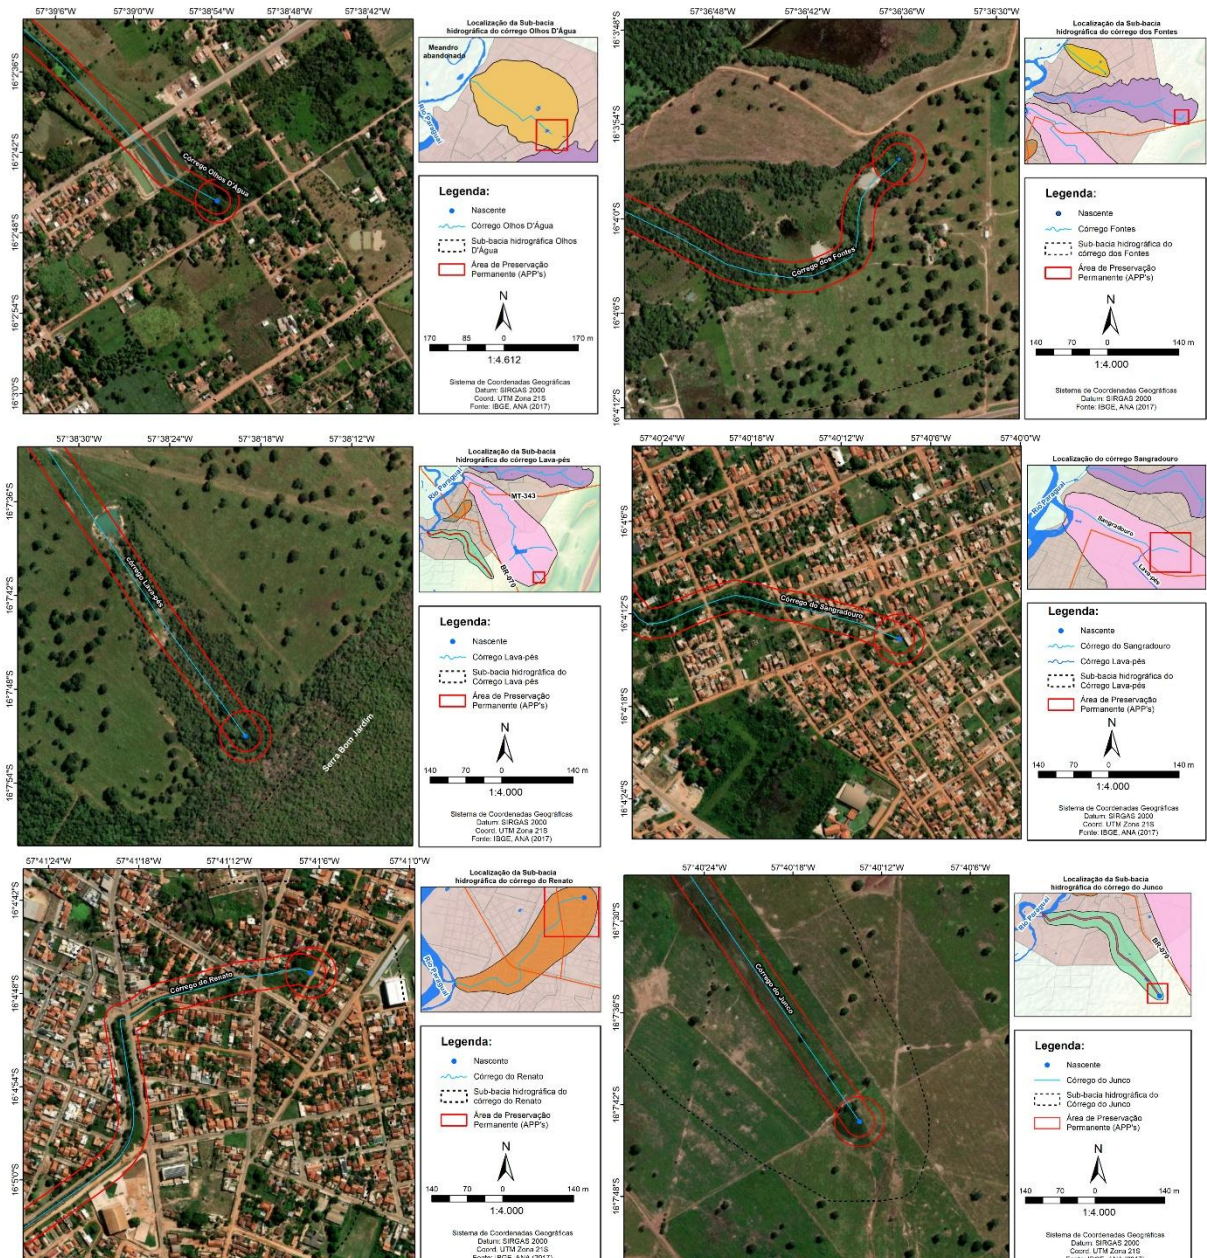 57°39'6"W 57°39'0"W 57°38'54"W 57°38'48"W 57°38'42"W
16°2'36"S
16°2'42"S
16°2'48"S
16°2'54"S
16°3'0"S
Córrego Olhos D'Água
Localização da Sub-bacia
hidrográfica do córrego Olhos D'Água
Meandro
abandonado
Rio Paraguai
Legenda:
Nascente
Córrego Olhos D'Água
Sub-bacia hidrográfica Olhos
D'Água
Área de Preservação
Permanente (APP's)
N
170 85 0 170 m
1:4.612
Sistema de Coordenadas Geográficas
Datum: SIRGAS 2000
Coord. UTM Zona 21S
Fonte: IBGE, ANA (2017)
57°36'48"W 57°36'42"W 57°36'36"W 57°36'30"W
16°3'48"S
16°3'54"S
16°4'0"S
16°4'6"S
16°4'12"S
Córrego dos Fontes
Localização da Sub-bacia
hidrográfica do córrego dos Fontes
Rio Paraguai
Legenda:
Nascente
Córrego Fontes
Sub-bacia hidrográfica do
córrego dos Fontes
Área de Preservação
Permanente (APP's)
N
140 70 0 140 m
1:4.000
Sistema de Coordenadas Geográficas
Datum: SIRGAS 2000
Coord. UTM Zona 21S
Fonte: IBGE, ANA (2017)
57°38'30"W 57°38'24"W 57°38'18"W 57°38'12"W
16°7'36"S
16°7'42"S
16°7'48"S
16°7'54"S
Córrego Lava-pés
Serra Bom Jardim
Localização da Sub-bacia
hidrográfica do córrego Lava-pés
Rio Paraguai
MT-343
BR-070
Legenda:
Nascente
Córrego Lava-pés
Sub-bacia hidrográfica do
Córrego Lava pés
Área de Preservação
Permanente (APP's)
N
140 70 0 140 m
1:4.000
Sistema de Coordenadas Geográficas
Datum: SIRGAS 2000
Coord. UTM Zona 21S
Fonte: IBGE, ANA (2017)
57°40'24"W 57°40'18"W 57°40'12"W 57°40'6"W 57°40'0"W
16°4'6"S
16°4'12"S
16°4'18"S
16°4'24"S
Córrego do Sangradouro
Localização do córrego Sangradouro
Rio Paraguai
Sangradouro
Lava-pés
Legenda:
Nascente
Córrego do Sangradouro
Córrego Lava-pés
Sub-bacia hidrográfica do
Córrego Lava-pés
Área de Preservação
Permanente (APP's)
N
140 70 0 140 m
1:4.000
Sistema de Coordenadas Geográficas
Datum: SIRGAS 2000
Coord. UTM Zona 21S
Fonte: IBGE, ANA (2017)
57°41'24"W 57°41'18"W 57°41'12"W 57°41'6"W 57°41'0"W
16°4'42"S
16°4'48"S
16°4'54"S
16°5'0"S
Córrego do Renato
Localização da Sub-bacia
hidrográfica do córrego do Renato
Rio Paraguai
Legenda:
Nascente
Córrego do Renato
Sub-bacia hidrográfica do
córrego do Renato
Área de Preservação
Permanente (APP's)
N
140 70 0 140 m
1:4.000
Sistema de Coordenadas Geográficas
Datum: SIRGAS 2000
Coord. UTM Zona 21S
Fonte: IBGE, ANA (2017)
57°40'24"W 57°40'18"W 57°40'12"W 57°40'6"W
16°7'30"S
16°7'36"S
16°7'42"S
16°7'48"S
Córrego do Junco
Localização da Sub-bacia
hidrográfica do córrego do Junco
Rio Paraguai
BR-070
Legenda:
Nascente
Córrego do Junco
Sub-bacia hidrográfica do
Córrego do Junco
Área de Preservação
Permanente (APP's)
N
140 70 0 140 m
1:4.000
Sistema de Coordenadas Geográficas
Datum: SIRGAS 2000
Coord. UTM Zona 21S
Fonte: IBGE, ANA (2017)